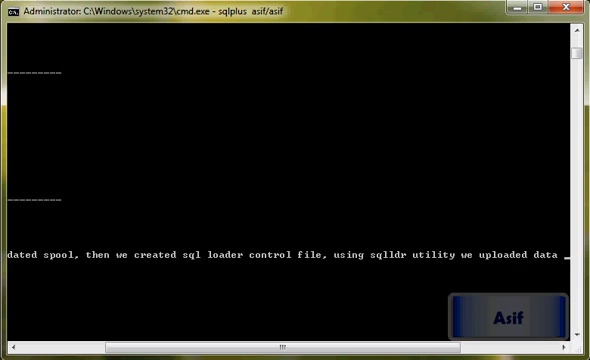 Administrator: C:\Windows\system32\cmd.exe - sqlplus asif/asif
---------
---------
dated spool, then we created sql loader control file, using sqlldr utility we uploaded data _
Asif